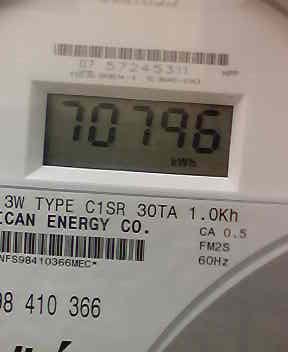 07 57245311
70796
kWh
3W TYPE C1SR 30TA 1.0Kh
ICAN ENERGY CO.
CA 0.5
FM2S
60Hz
NFS98410366MEC*
98 410 366